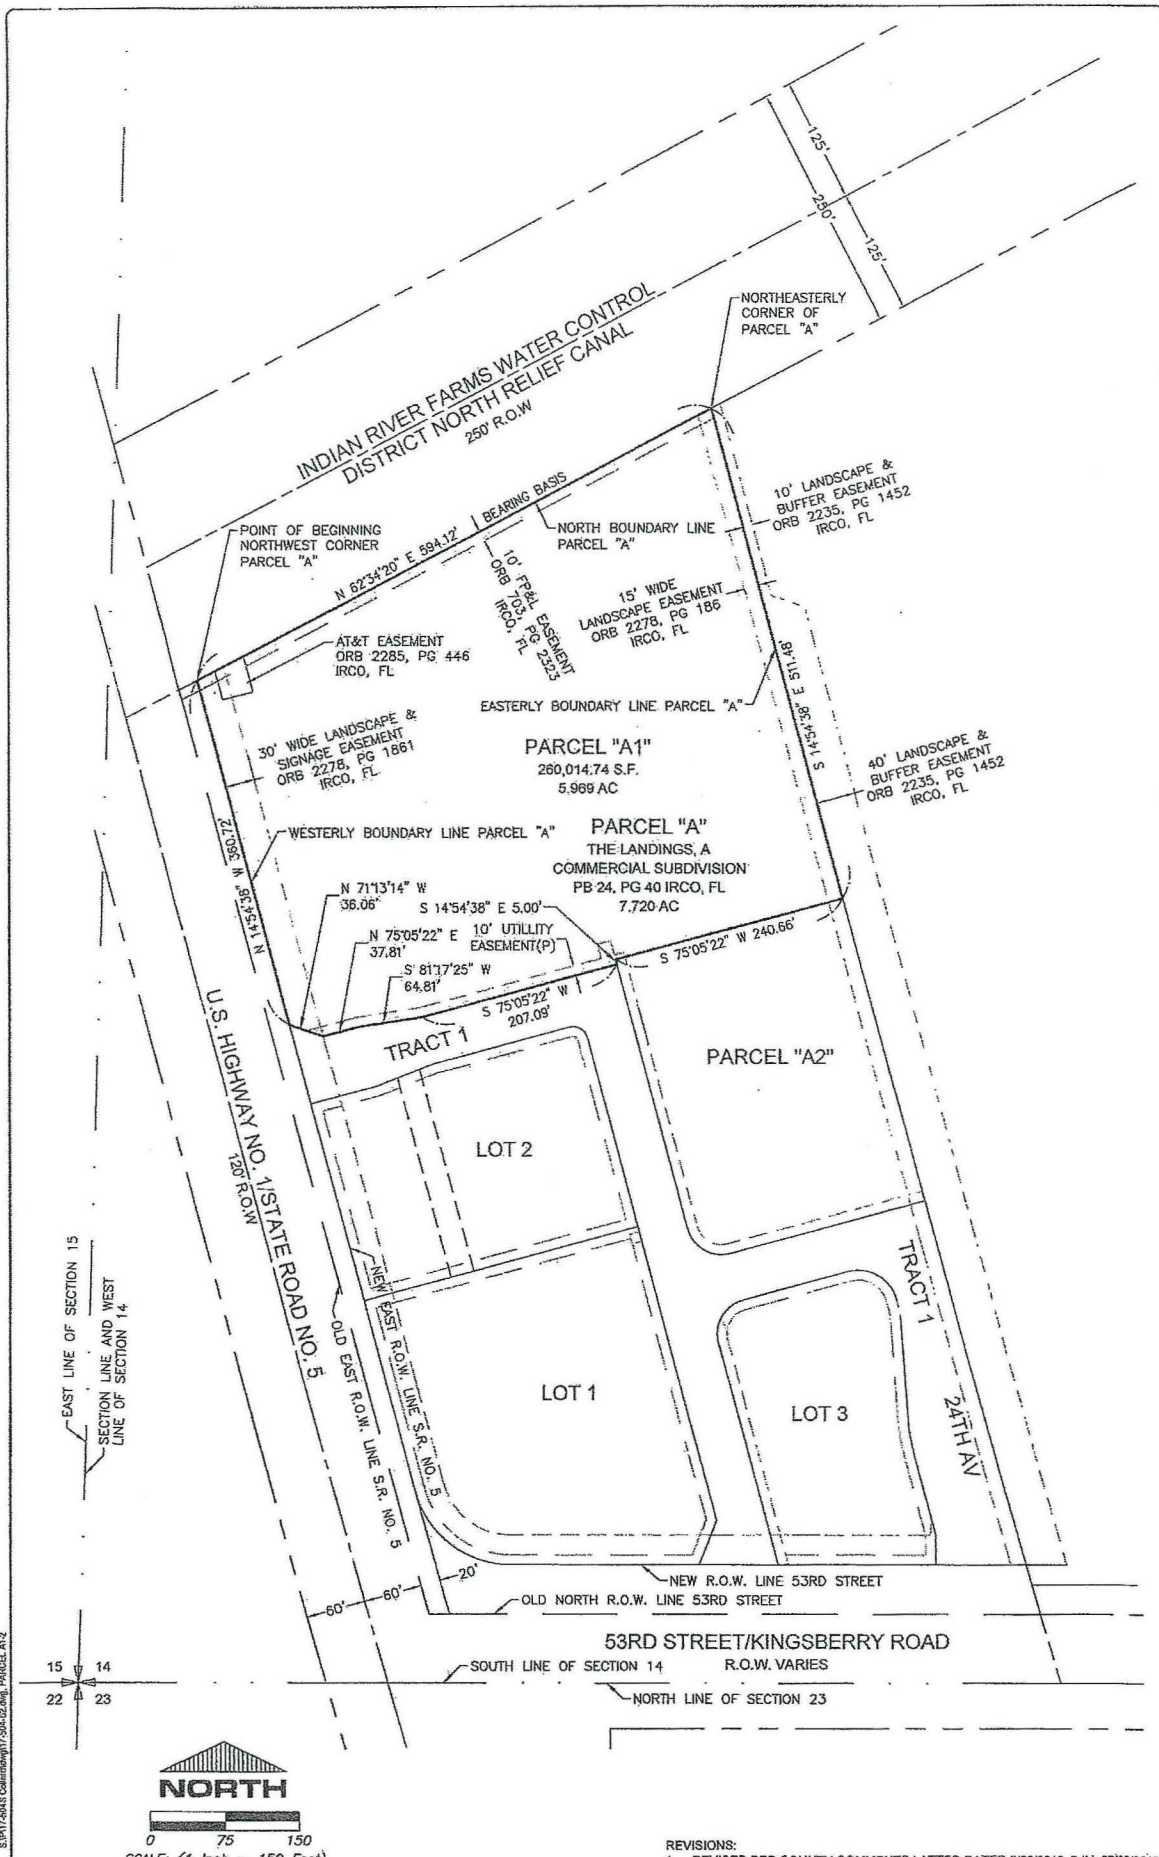 125'
250'
125'
NORTHEASTERLY
CORNER OF
PARCEL "A"
INDIAN RIVER FARMS WATER CONTROL
DISTRICT NORTH RELIEF CANAL
250' R.O.W
10' LANDSCAPE &
BUFFER EASEMENT
ORB 2235, PG 1452
IRCO, FL
POINT OF BEGINNING
NORTHWEST CORNER
PARCEL "A"
N 62°34'20" E 594.12'
BEARING BASIS
NORTH BOUNDARY LINE
PARCEL "A"
10' FP&L EASEMENT
ORB 703, PG 2323
IRCO, FL
15' WIDE
LANDSCAPE EASEMENT
ORB 2278, PG 186
IRCO, FL
AT&T EASEMENT
ORB 2285, PG 446
IRCO, FL
EASTERLY BOUNDARY LINE PARCEL "A"
S 14°54'38" E 511.48'
30' WIDE LANDSCAPE &
SIGNAGE EASEMENT
ORB 2278, PG 1861
IRCO, FL
PARCEL "A1"
260,014.74 S.F.
5.969 AC
40' LANDSCAPE &
BUFFER EASEMENT
ORB 2235, PG 1452
IRCO, FL
WESTERLY BOUNDARY LINE PARCEL "A"
N 14°54'38" W 360.72'
PARCEL "A"
THE LANDINGS, A
COMMERCIAL SUBDIVISION
PB 24, PG 40 IRCO, FL
7.720 AC
N 71°13'14" W
36.06'
S 14°54'38" E 5.00'
N 75°05'22" E
37.81'
10' UTILLITY
EASEMENT(P)
S 81°17'25" W
64.81'
S 75°05'22" W 240.66'
S 75°05'22" W
207.09'
TRACT 1
PARCEL "A2"
U.S. HIGHWAY NO. 1/STATE ROAD NO. 5
120' R.O.W
LOT 2
EAST LINE OF SECTION 15
SECTION LINE AND WEST
LINE OF SECTION 14
NEW EAST R.O.W. LINE S.R. NO. 5
OLD EAST R.O.W. LINE S.R. NO. 5
TRACT 1
LOT 1
LOT 3
24TH AV
20'
60'
60'
NEW R.O.W. LINE 53RD STREET
OLD NORTH R.O.W. LINE 53RD STREET
53RD STREET/KINGSBERRY ROAD
R.O.W. VARIES
SOUTH LINE OF SECTION 14
NORTH LINE OF SECTION 23
15 14
22 23
NORTH
0 75 150
REVISIONS: